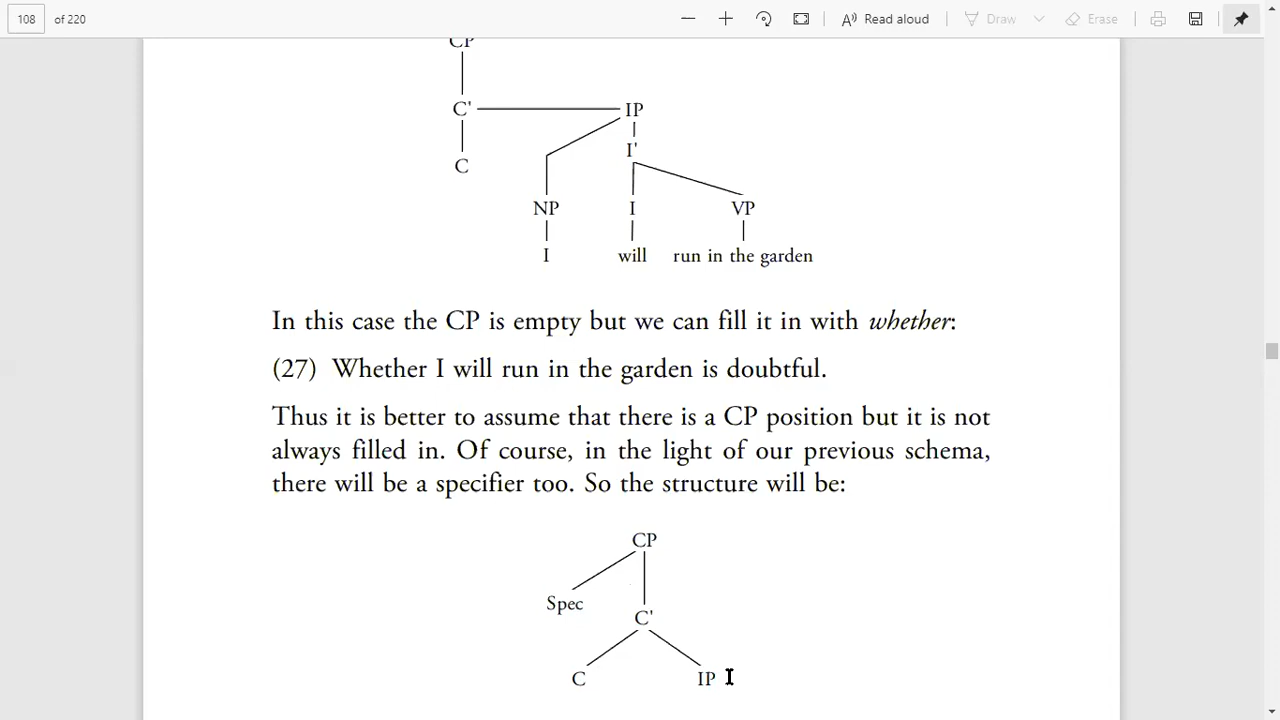 108 of 220 Read aloud Draw Erase
CP
C' IP
I'
C
NP I VP
I will run in the garden
In this case the CP is empty but we can fill it in with whether:
(27) Whether I will run in the garden is doubtful.
Thus it is better to assume that there is a CP position but it is not
always filled in. Of course, in the light of our previous schema,
there will be a specifier too. So the structure will be:
CP
Spec
C'
C IP